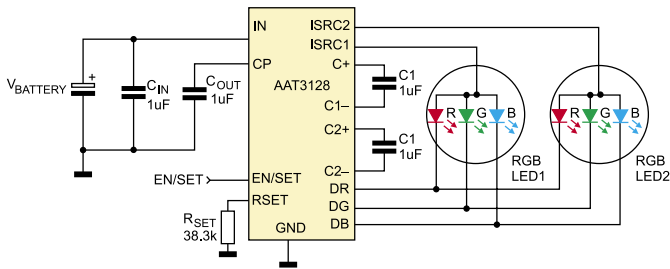 IN
CP
AAT3128
EN/SET
RSET
GND
ISRC2
ISRC1
C+
C1–
C2+
C2–
DR
DG
DB
VBATTERY
+
CIN
1uF
COUT
1uF
EN/SET
RSET
38.3k
C1
1uF
C1
1uF
R
G
B
RGB
LED1
R
G
B
RGB
LED2